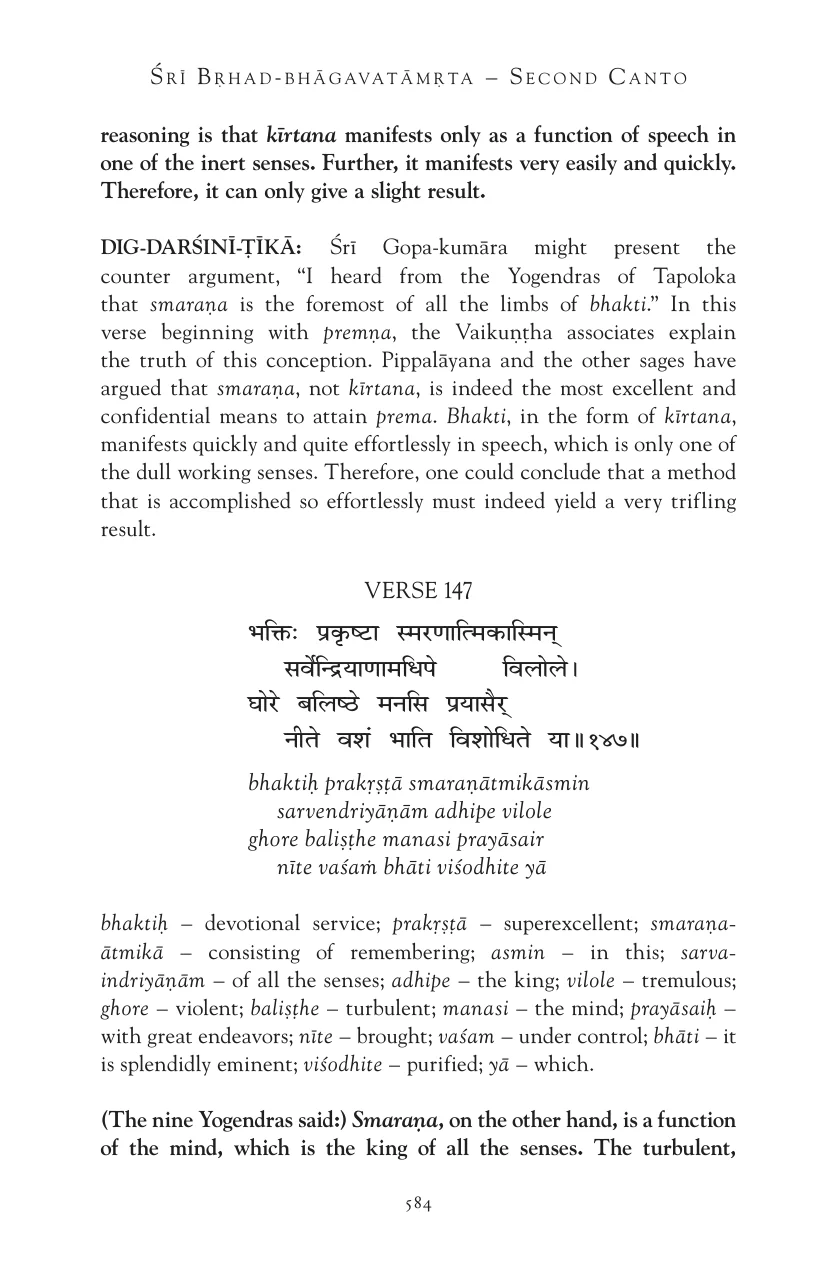 Śrī Bṛhad-bhāgavatāmṛta – Second Canto
reasoning is that kīrtana manifests only as a function of speech in
one of the inert senses. Further, it manifests very easily and quickly.
Therefore, it can only give a slight result.
DIG-DARŚINĪ-ṬĪKĀ: Śrī Gopa-kumāra might present the
counter argument, “I heard from the Yogendras of Tapoloka
that smaraṇa is the foremost of all the limbs of bhakti.” In this
verse beginning with premṇa, the Vaikuṇṭha associates explain
the truth of this conception. Pippalāyana and the other sages have
argued that smaraṇa, not kīrtana, is indeed the most excellent and
confidential means to attain prema. Bhakti, in the form of kīrtana,
manifests quickly and quite effortlessly in speech, which is only one of
the dull working senses. Therefore, one could conclude that a method
that is accomplished so effortlessly must indeed yield a very trifling
result.
VERSE 147
भक्तिः प्रकृष्टा स्मरणात्मिकास्मिन्
सर्वेन्द्रियाणामधिपे विलोले।
घोरे बलिष्ठे मनसि प्रयासैर्
नीते वशं भाति विशोधिते या॥१४७॥
bhaktiḥ prakṛṣṭā smaraṇātmikāsmin
sarvendriyāṇām adhipe vilole
ghore baliṣṭhe manasi prayāsair
nīte vaśaṁ bhāti viśodhite yā
bhaktiḥ – devotional service; prakṛṣṭā – superexcellent; smaraṇa-
ātmikā – consisting of remembering; asmin – in this; sarva-
indriyāṇām – of all the senses; adhipe – the king; vilole – tremulous;
ghore – violent; baliṣṭhe – turbulent; manasi – the mind; prayāsaiḥ –
with great endeavors; nīte – brought; vaśam – under control; bhāti – it
is splendidly eminent; viśodhite – purified; yā – which.
(The nine Yogendras said:) Smaraṇa, on the other hand, is a function
of the mind, which is the king of all the senses. The turbulent,
584